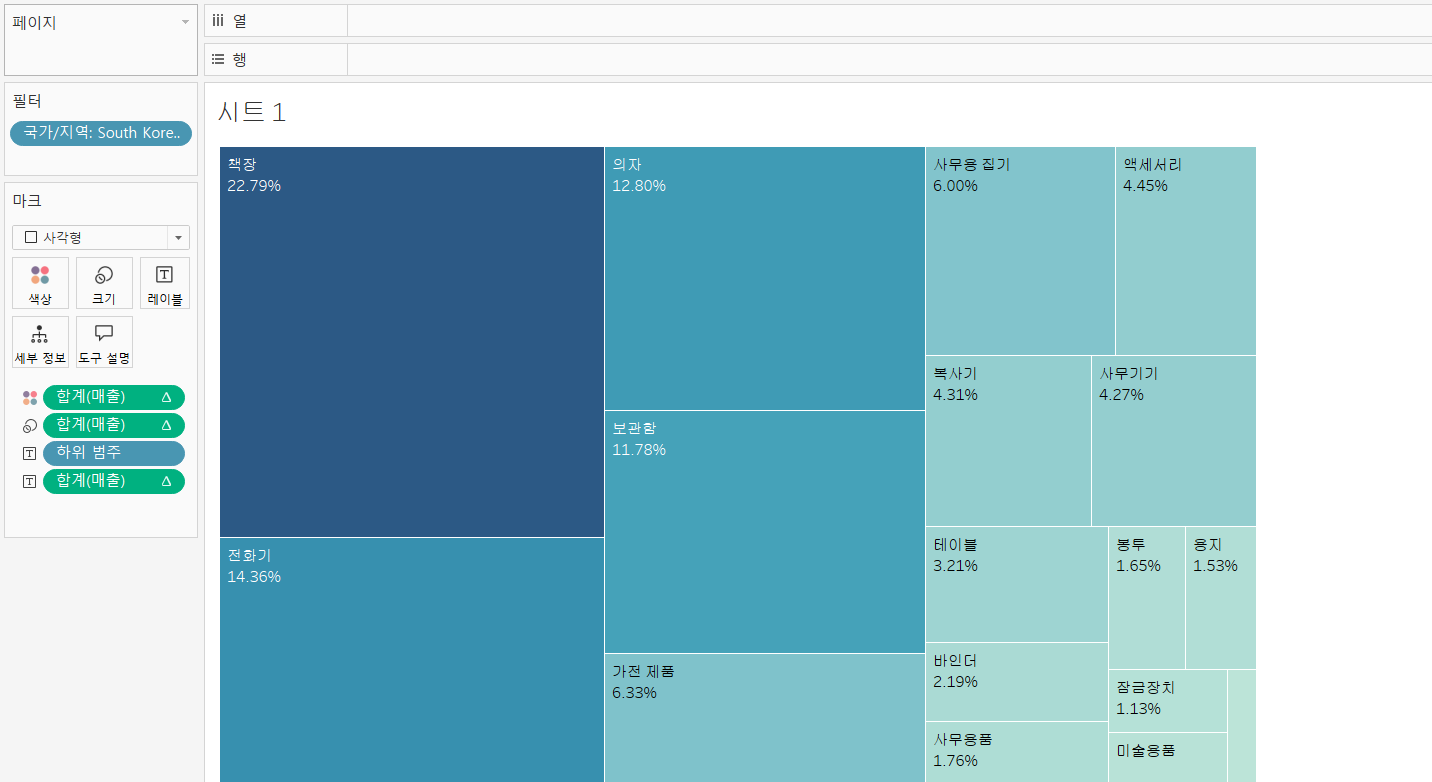 페이지
열
행
필터
국가/지역: South Kore..
마크
사각형
색상
크기
레이블
세부 정보
도구 설명
합계(매출) Δ
합계(매출) Δ
하위 범주
합계(매출) Δ
시트 1
책장
22.79%
전화기
14.36%
의자
12.80%
보관함
11.78%
가전 제품
6.33%
사무용 집기
6.00%
액세서리
4.45%
복사기
4.31%
사무기기
4.27%
테이블
3.21%
바인더
2.19%
사무용품
1.76%
봉투
1.65%
용지
1.53%
잠금장치
1.13%
미술용품